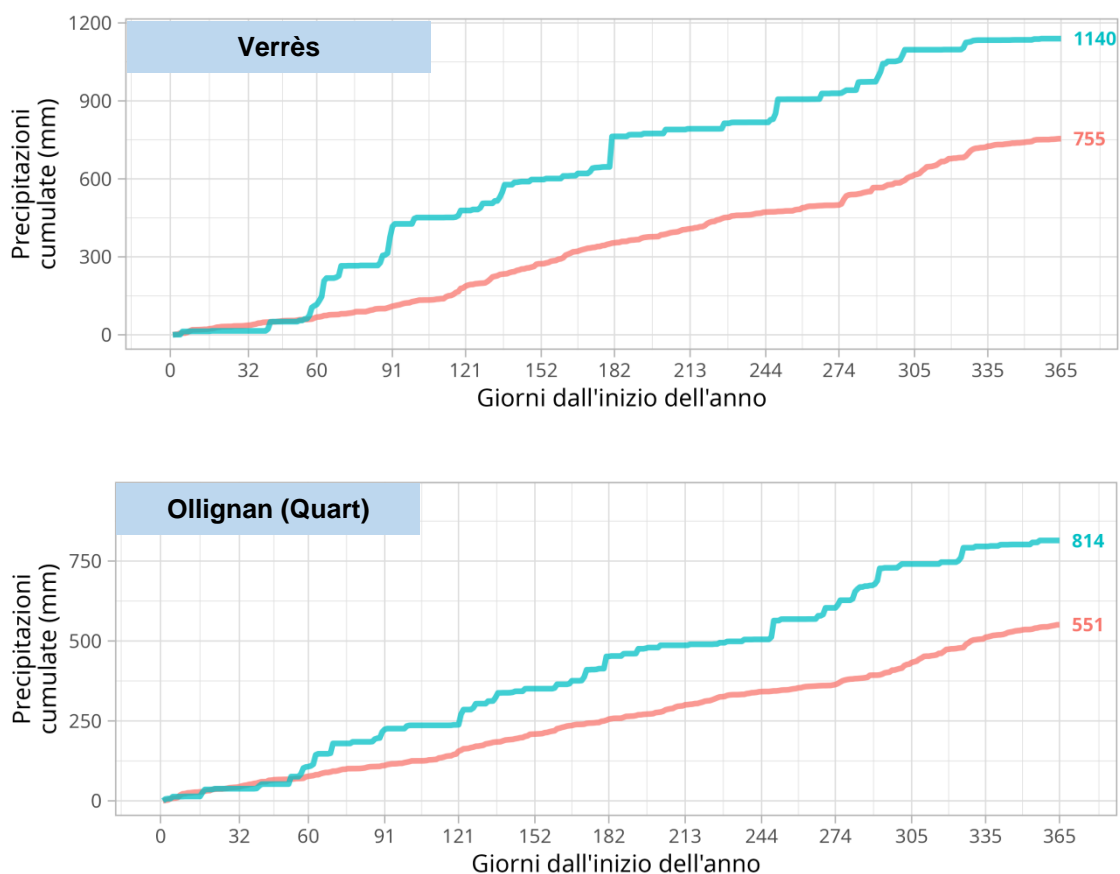 Verrès
Precipitazioni
cumulate (mm)
1200
900
600
300
0
1140
755
0 32 60 91 121 152 182 213 244 274 305 335 365
Giorni dall'inizio dell'anno
Ollignan (Quart)
Precipitazioni
cumulate (mm)
750
500
250
0
814
551
0 32 60 91 121 152 182 213 244 274 305 335 365
Giorni dall'inizio dell'anno